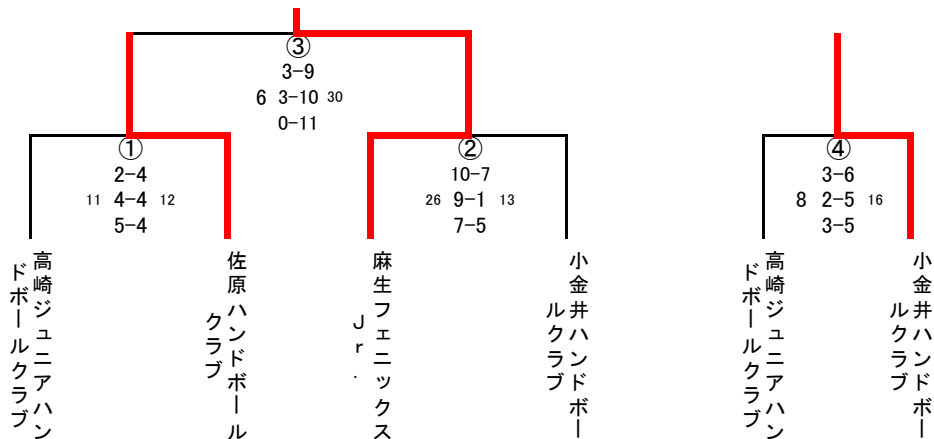 ③
3-9
6 3-10 30
0-11
①
2-4
11 4-4 12
5-4
②
10-7
26 9-1 13
7-5
④
3-6
8 2-5 16
3-5
高崎ジュニアハン
ドボールクラブ
佐原ハンドボール
クラブ
麻生フェニックス
Ｊｒ．
小金井ハンドボー
ルクラブ
高崎ジュニアハン
ドボールクラブ
小金井ハンドボー
ルクラブ